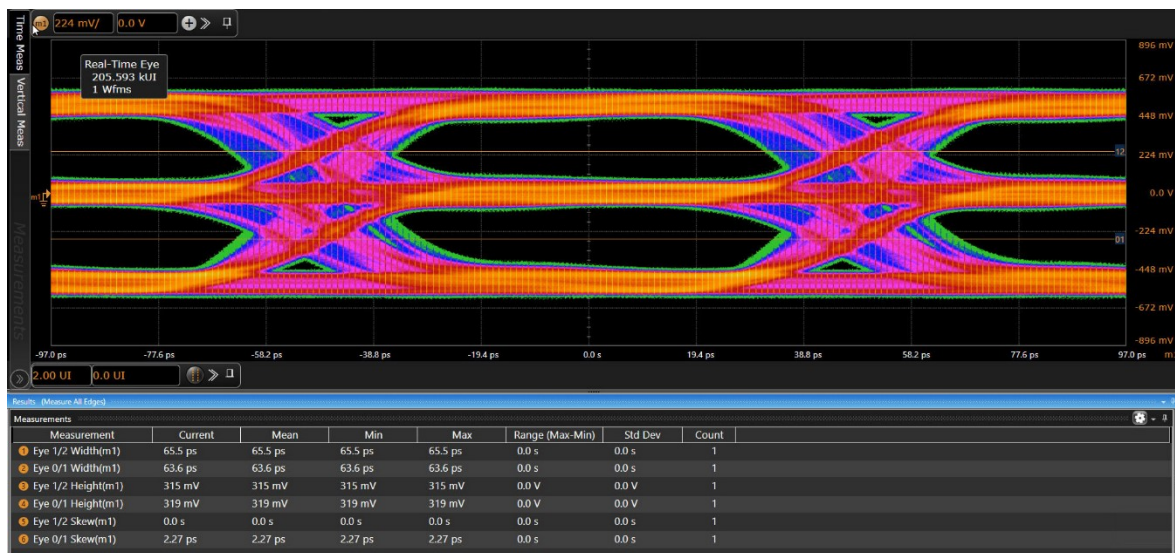 Time Meas
Vertical Meas
Measurements
m1 224 mV/ 0.0 V
Real-Time Eye
205.593 kUI
1 Wfms
896 mV
672 mV
448 mV
224 mV
0.0 V
-224 mV
-448 mV
-672 mV
-896 mV
12
01
m1
-97.0 ps -77.6 ps -58.2 ps -38.8 ps -19.4 ps 0.0 s 19.4 ps 38.8 ps 58.2 ps 77.6 ps 97.0 ps m
2.00 UI 0.0 UI
Results (Measure All Edges)
Measurements
Measurement Current Mean Min Max Range (Max-Min) Std Dev Count
1 Eye 1/2 Width(m1) 65.5 ps 65.5 ps 65.5 ps 65.5 ps 0.0 s 0.0 s 1
2 Eye 0/1 Width(m1) 63.6 ps 63.6 ps 63.6 ps 63.6 ps 0.0 s 0.0 s 1
3 Eye 1/2 Height(m1) 315 mV 315 mV 315 mV 315 mV 0.0 V 0.0 V 1
4 Eye 0/1 Height(m1) 319 mV 319 mV 319 mV 319 mV 0.0 V 0.0 V 1
5 Eye 1/2 Skew(m1) 0.0 s 0.0 s 0.0 s 0.0 s 0.0 s 0.0 s 1
6 Eye 0/1 Skew(m1) 2.27 ps 2.27 ps 2.27 ps 2.27 ps 0.0 s 0.0 s 1